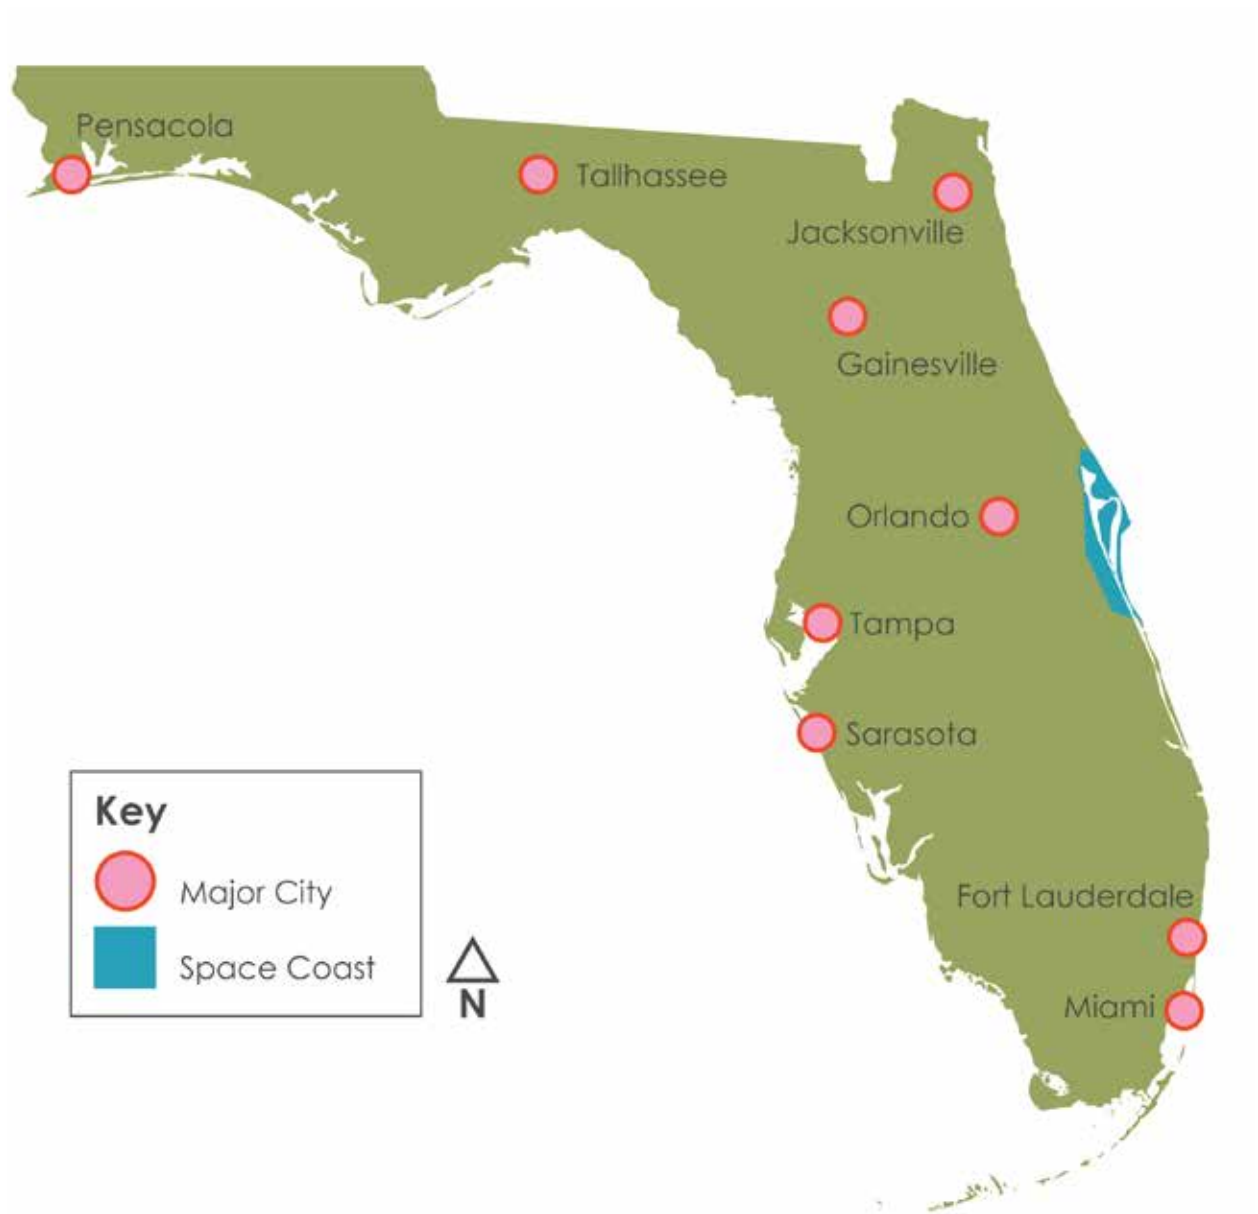 Pensacola
Tallhassee
Jacksonville
Gainesville
Orlando
Tampa
Sarasota
Key
Major City
Space Coast
N
Fort Lauderdale
Miami